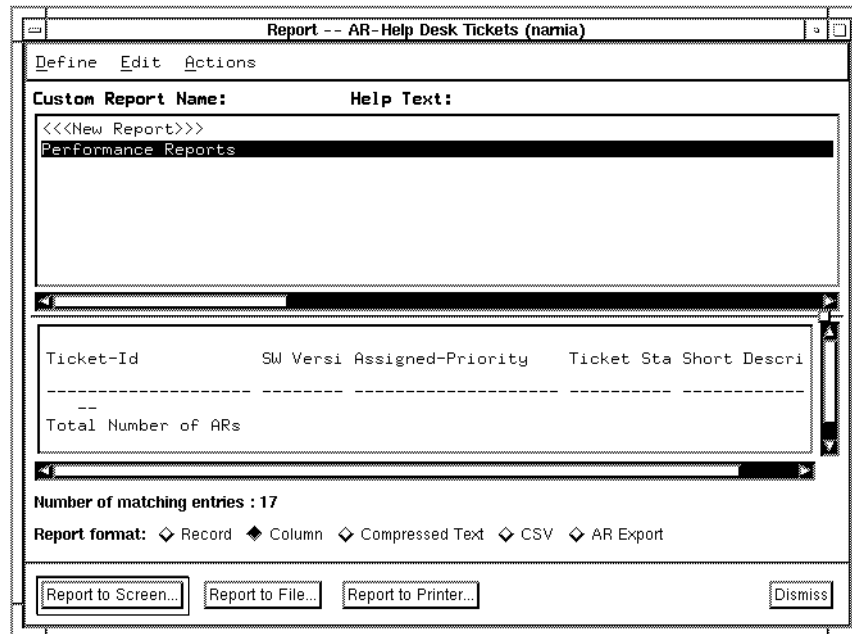 Report -- AR-Help Desk Tickets (narnia)
Define Edit Actions
Custom Report Name: Help Text:
<<<New Report>>>
Performance Reports
Ticket-Id SW Versi Assigned-Priority Ticket Sta Short Descri
-------------------- -------- -------------------- ---------- ------------
--
Total Number of ARs
Number of matching entries : 17
Report format: Record Column Compressed Text CSV AR Export
Report to Screen... Report to File... Report to Printer... Dismiss